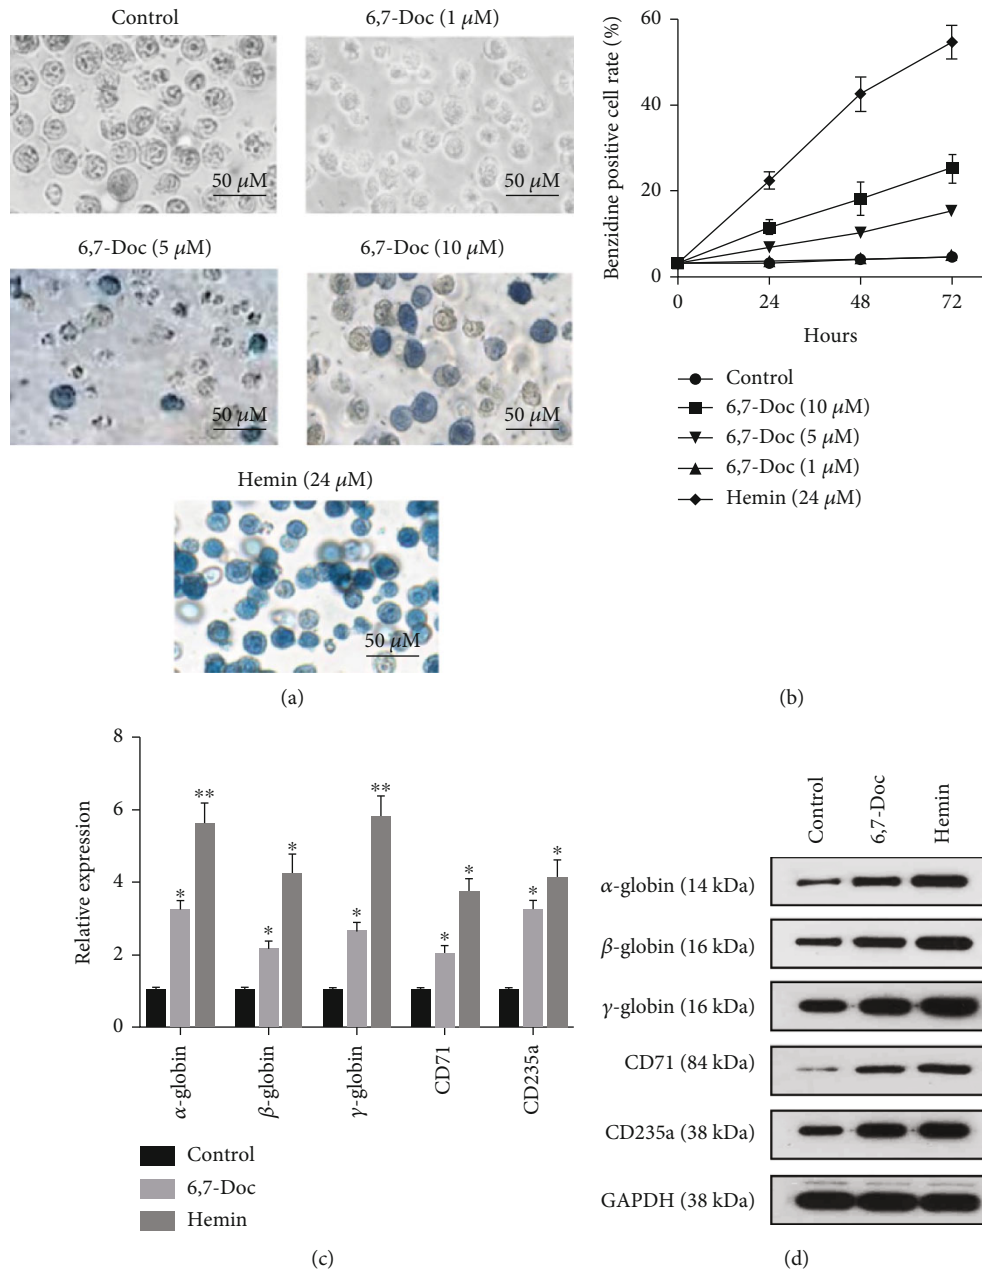 Control
6,7-Doc (1 μM)
50 μM
50 μM
6,7-Doc (5 μM)
6,7-Doc (10 μM)
50 μM
50 μM
Hemin (24 μM)
50 μM
(a)
Benzidine positive cell rate (%)
60
40
20
0
0 24 48 72
Hours
Control
6,7-Doc (10 μM)
6,7-Doc (5 μM)
6,7-Doc (1 μM)
Hemin (24 μM)
(b)
Relative expression
8
6
4
2
0
** * * * ** * * * * *
α-globin
β-globin
γ-globin
CD71
CD235a
Control
6,7-Doc
Hemin
(c)
Control
6,7-Doc
Hemin
α-globin (14 kDa)
β-globin (16 kDa)
γ-globin (16 kDa)
CD71 (84 kDa)
CD235a (38 kDa)
GAPDH (38 kDa)
(d)